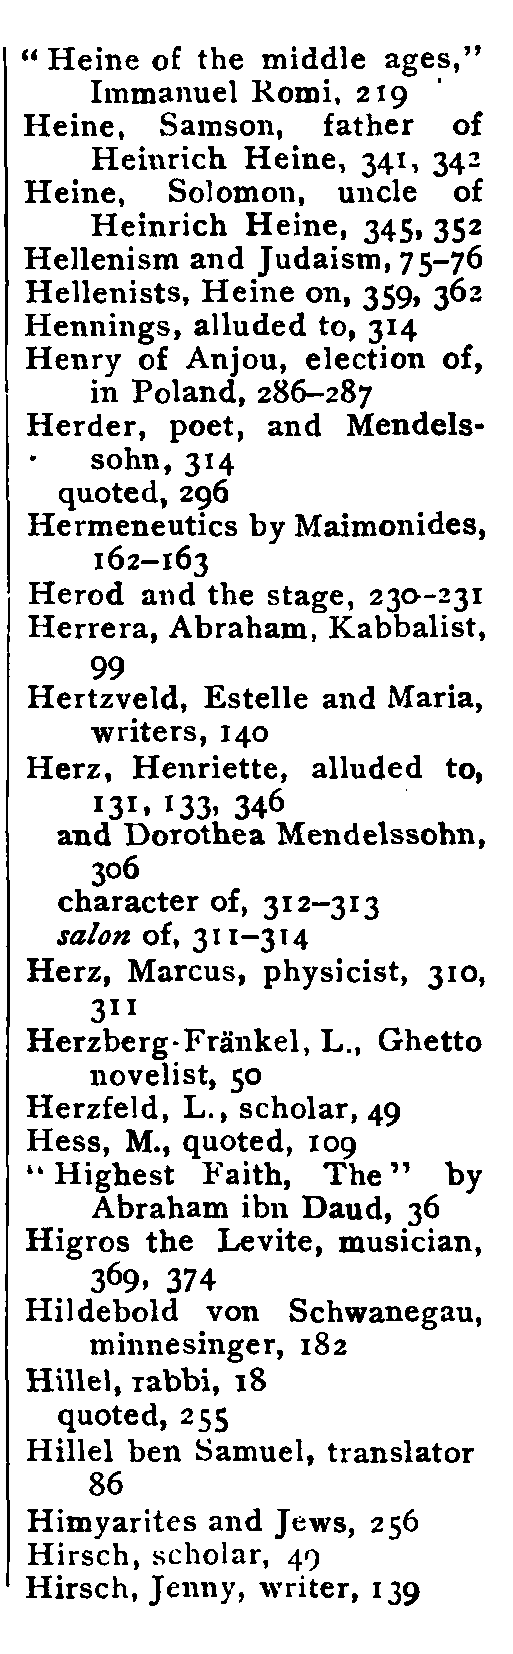 “ Heine of the middle ages,”
Immanuel Romi, 219
Heine, Samson, father of
Heinrich Heine, 341, 342
Heine, Solomon, uncle of
Heinrich Heine, 345, 352
Hellenism and Judaism, 75–76
Hellenists, Heine on, 359, 362
Hennings, alluded to, 314
Henry of Anjou, election of,
in Poland, 286–287
Herder, poet, and Mendels-
sohn, 314
quoted, 296
Hermeneutics by Maimonides,
162–163
Herod and the stage, 230–231
Herrera, Abraham, Kabbalist,
99
Hertzveld, Estelle and Maria,
writers, 140
Herz, Henriette, alluded to,
131, 133, 346
and Dorothea Mendelssohn,
306
character of, 312–313
salon of, 311–314
Herz, Marcus, physicist, 310,
311
Herzberg-Fränkel, L., Ghetto
novelist, 50
Herzfeld, L., scholar, 49
Hess, M., quoted, 109
“ Highest Faith, The ” by
Abraham ibn Daud, 36
Higros the Levite, musician,
369, 374
Hildebold von Schwanegau,
minnesinger, 182
Hillel, rabbi, 18
quoted, 255
Hillel ben Samuel, translator
86
Himyarites and Jews, 256
Hirsch, scholar, 49
Hirsch, Jenny, writer, 139